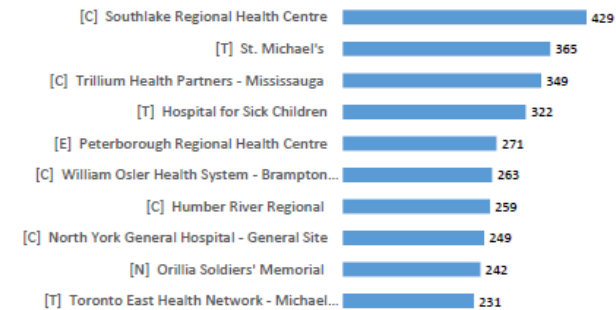 [C] Southlake Regional Health Centre 429
[T] St. Michael's 365
[C] Trillium Health Partners - Mississauga 349
[T] Hospital for Sick Children 322
[E] Peterborough Regional Health Centre 271
[C] William Osler Health System - Brampton... 263
[C] Humber River Regional 259
[C] North York General Hospital - General Site 249
[N] Orillia Soldiers' Memorial 242
[T] Toronto East Health Network - Michael... 231